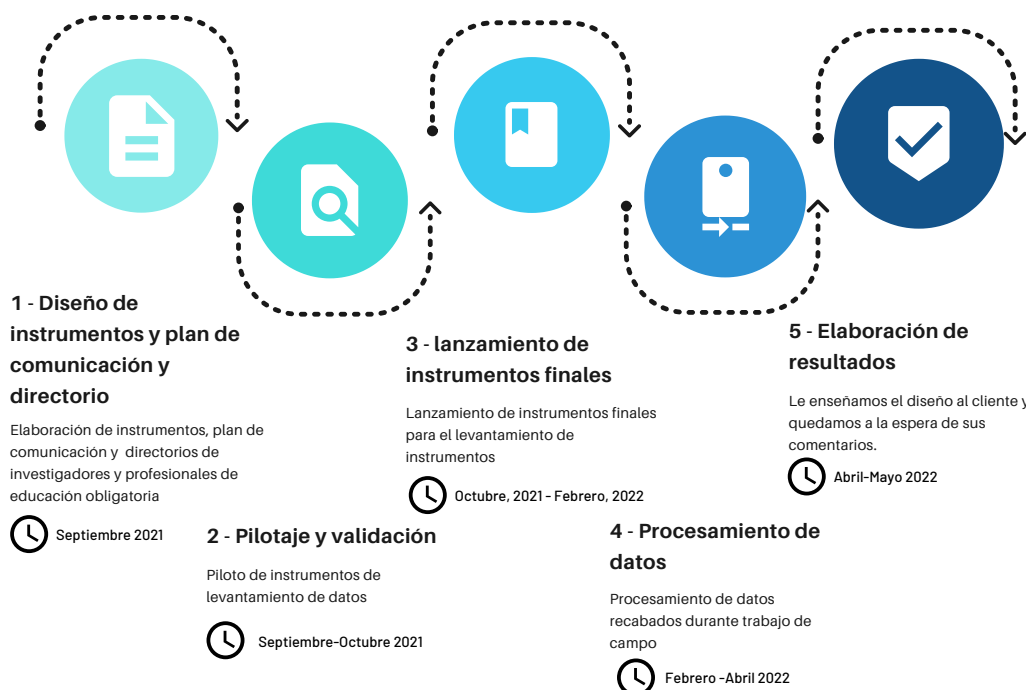 1 - Diseño de
instrumentos y plan de
comunicación y
directorio
Elaboración de instrumentos, plan de
comunicación y directorios de
investigadores y profesionales de
educación obligatoria
Septiembre 2021
2 - Pilotaje y validación
Piloto de instrumentos de
levantamiento de datos
Septiembre-Octubre 2021
3 - lanzamiento de
instrumentos finales
Lanzamiento de instrumentos finales
para el levantamiento de
instrumentos
Octubre, 2021 - Febrero, 2022
4 - Procesamiento de
datos
Procesamiento de datos
recabados durante trabajo de
campo
Febrero -Abril 2022
5 - Elaboración de
resultados
Le enseñamos el diseño al cliente y
quedamos a la espera de sus
comentarios.
Abril-Mayo 2022